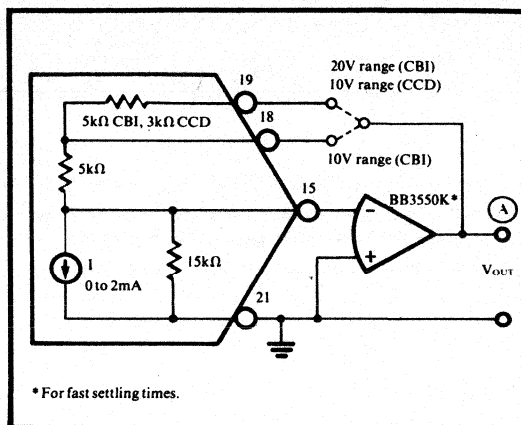 20V range (CBI)
10V range (CCD)
19
5kΩ CBI, 3kΩ CCD
18
10V range (CBI)
5kΩ
15
BB3550K*
A
−
+
I
0 to 2mA
15kΩ
VOUT
21
* For fast settling times.